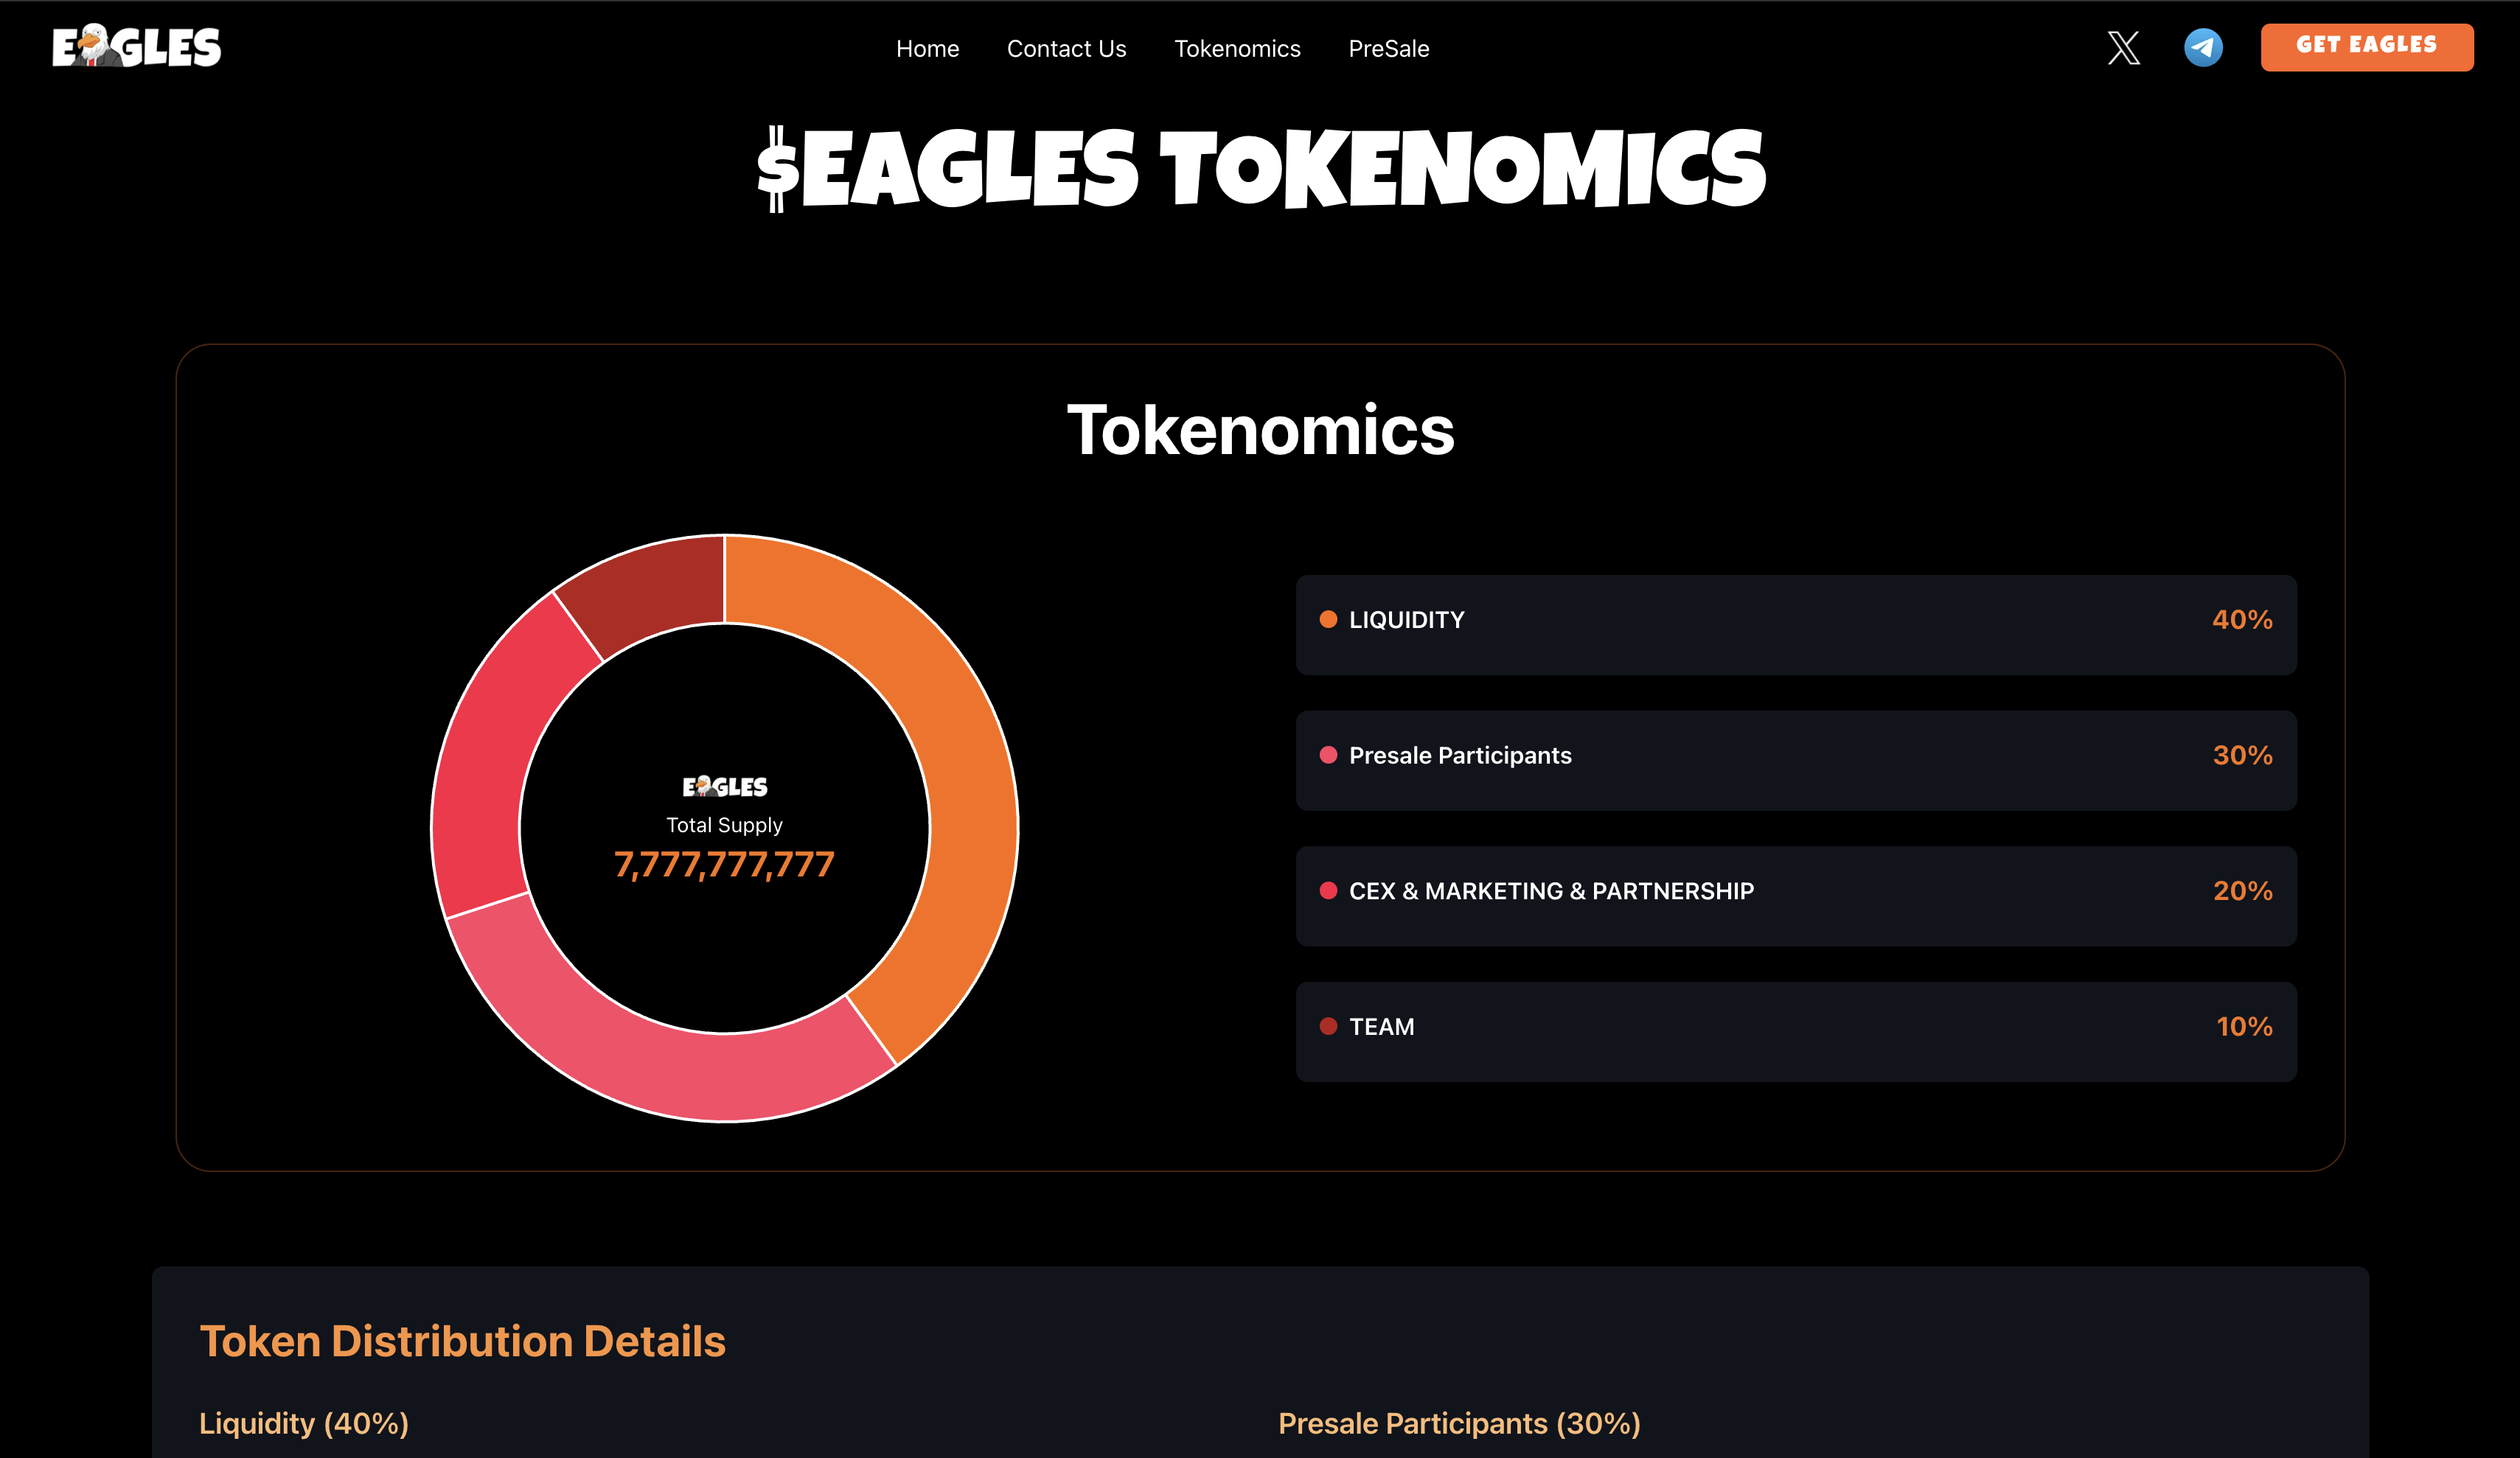 EAGLES
Home Contact Us Tokenomics PreSale
GET EAGLES
$EAGLES TOKENOMICS
Tokenomics
EAGLES
Total Supply
7,777,777,777
LIQUIDITY 40%
Presale Participants 30%
CEX & MARKETING & PARTNERSHIP 20%
TEAM 10%
Token Distribution Details
Liquidity (40%)
Presale Participants (30%)